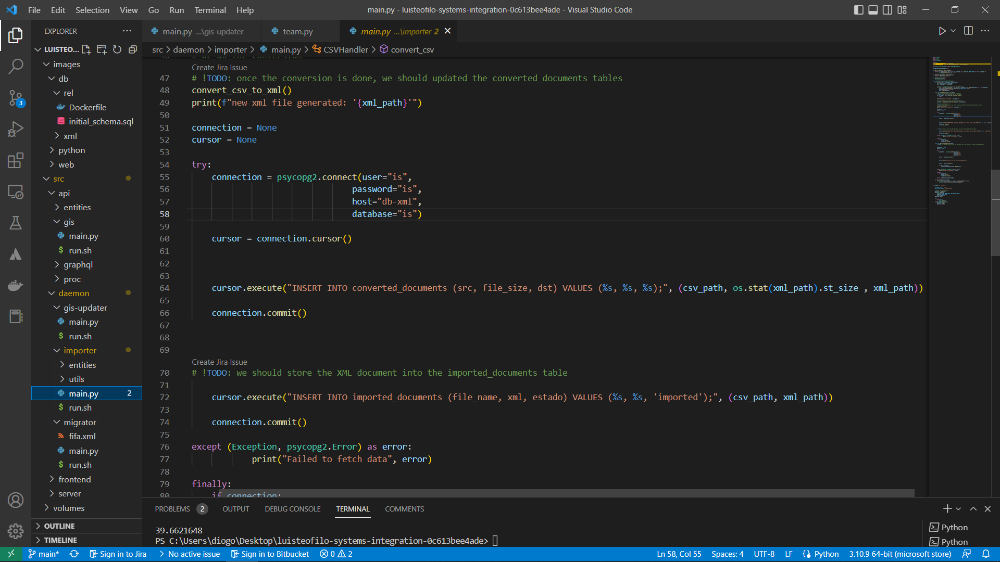 File Edit Selection View Go Run Terminal Help
main.py - luisteofilo-systems-integration-0c613bee4ade - Visual Studio Code
EXPLORER
LUISTEO...
images
db
rel
Dockerfile
initial_schema.sql
xml
python
web
src
api
entities
gis
main.py
run.sh
graphql
proc
daemon
gis-updater
main.py
run.sh
importer
entities
utils
main.py 2
run.sh
migrator
fifa.xml
main.py
run.sh
frontend
server
volumes
OUTLINE
TIMELINE
3
main.py ...\gis-updater
team.py
main.py ...\importer 2
src > daemon > importer > main.py > CSVHandler > convert_csv
46 # we do the conversion
Create Jira Issue
47 # !TODO: once the conversion is done, we should updated the converted_documents tables
48 convert_csv_to_xml()
49 print(f"new xml file generated: '{xml_path}'")
50
51 connection = None
52 cursor = None
53
54 try:
55 connection = psycopg2.connect(user="is",
56 password="is",
57 host="db-xml",
58 database="is")
59
60 cursor = connection.cursor()
61
62
63
64 cursor.execute("INSERT INTO converted_documents (src, file_size, dst) VALUES (%s, %s, %s);", (csv_path, os.stat(xml_path).st_size , xml_path))
65
66 connection.commit()
67
68
69
Create Jira Issue
70 # !TODO: we should store the XML document into the imported_documents table
71
72 cursor.execute("INSERT INTO imported_documents (file_name, xml, estado) VALUES (%s, %s, 'imported');", (csv_path, xml_path))
73
74 connection.commit()
75
76 except (Exception, psycopg2.Error) as error:
77 print("Failed to fetch data", error)
78
79 finally:
80 if connection:
PROBLEMS 2 OUTPUT DEBUG CONSOLE TERMINAL COMMENTS
39.6621648
PS C:\Users\diogo\Desktop\luisteofilo-systems-integration-0c613bee4ade>
Python
Python
main* Sign in to Jira No active issue Sign in to Bitbucket 0 2
Ln 58, Col 55 Spaces: 4 UTF-8 LF Python 3.10.9 64-bit (microsoft store)